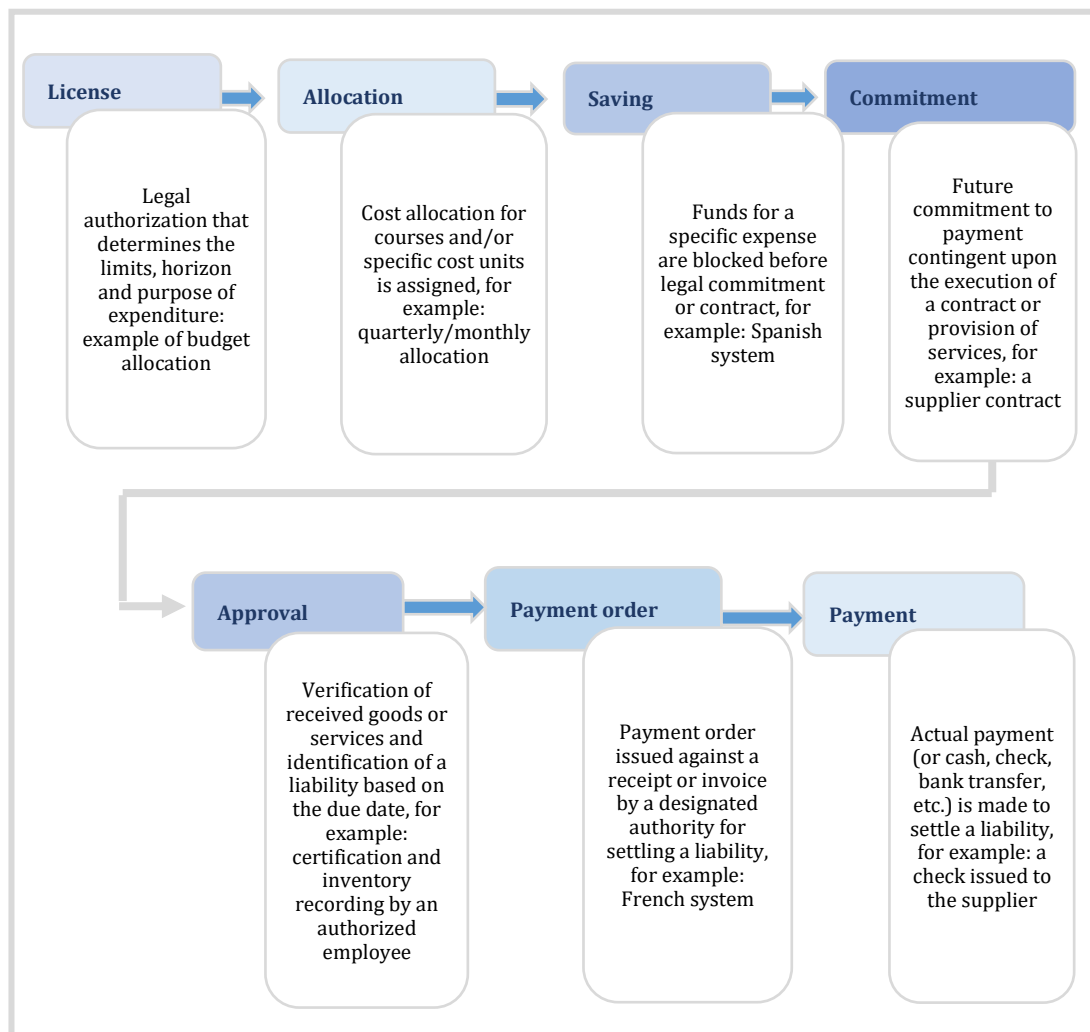 License
Allocation
Saving
Commitment
Legal
authorization that
determines the
limits, horizon
and purpose of
expenditure:
example of budget
allocation
Cost allocation for
courses and/or
specific cost units
is assigned, for
example:
quarterly/monthly
allocation
Funds for a
specific expense
are blocked before
legal commitment
or contract, for
example: Spanish
system
Future
commitment to
payment
contingent upon
the execution of
a contract or
provision of
services, for
example: a
supplier contract
Approval
Payment order
Payment
Verification of
received goods or
services and
identification of a
liability based on
the due date, for
example:
certification and
inventory
recording by an
authorized
employee
Payment order
issued against a
receipt or invoice
by a designated
authority for
settling a liability,
for example:
French system
Actual payment
(or cash, check,
bank transfer,
etc.) is made to
settle a liability,
for example: a
check issued to
the supplier